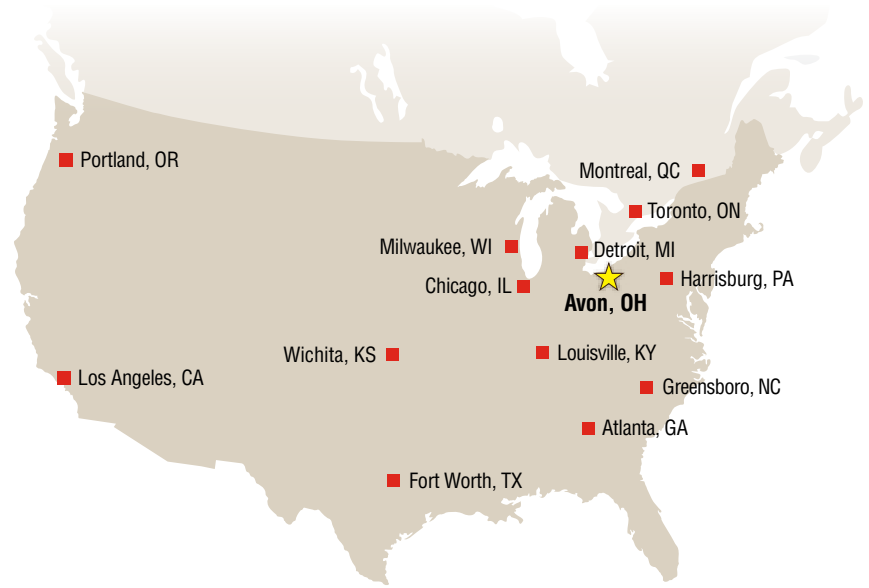 Portland, OR
Montreal, QC
Toronto, ON
Milwaukee, WI
Detroit, MI
Chicago, IL
Harrisburg, PA
Avon, OH
Wichita, KS
Louisville, KY
Los Angeles, CA
Greensboro, NC
Atlanta, GA
Fort Worth, TX